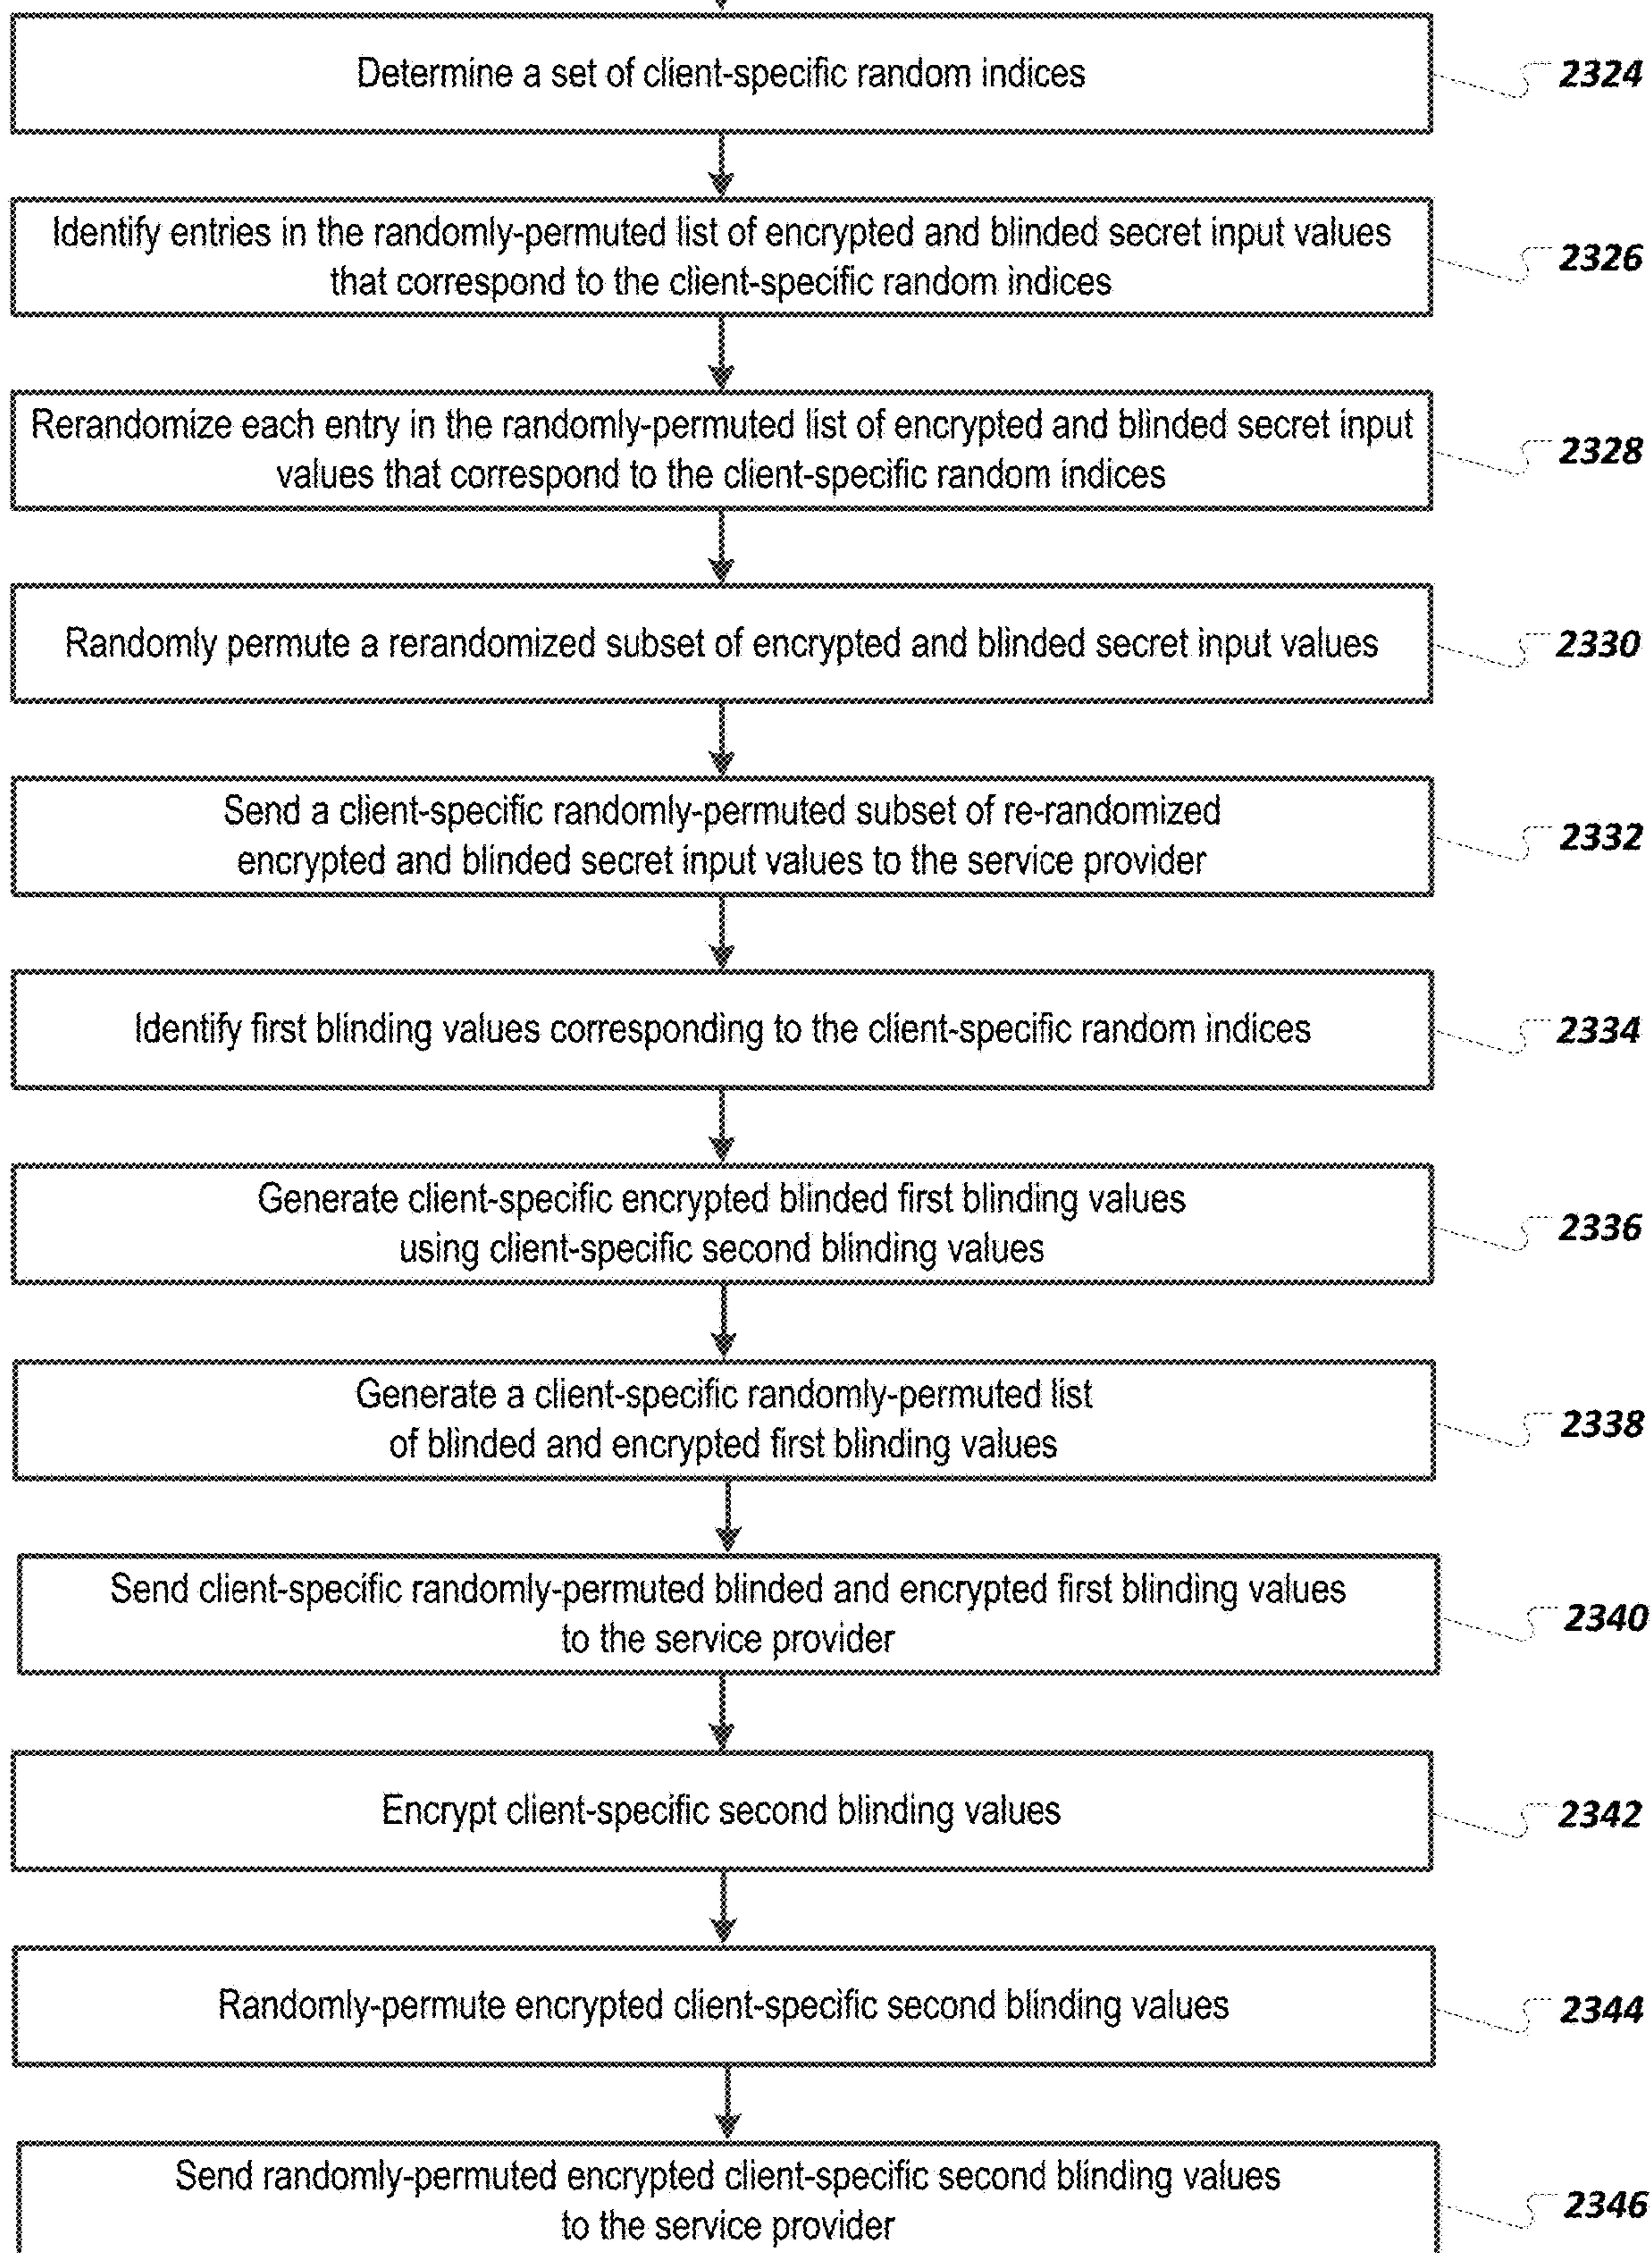 Determine a set of client-specific random indices
2324
Identify entries in the randomly-permuted list of encrypted and blinded secret input values
that correspond to the client-specific random indices
2326
Rerandomize each entry in the randomly-permuted list of encrypted and blinded secret input
values that correspond to the client-specific random indices
2328
Randomly permute a rerandomized subset of encrypted and blinded secret input values
2330
Send a client-specific randomly-permuted subset of re-randomized
encrypted and blinded secret input values to the service provider
2332
Identify first blinding values corresponding to the client-specific random indices
2334
Generate client-specific encrypted blinded first blinding values
using client-specific second blinding values
2336
Generate a client-specific randomly-permuted list
of blinded and encrypted first blinding values
2338
Send client-specific randomly-permuted blinded and encrypted first blinding values
to the service provider
2340
Encrypt client-specific second blinding values
2342
Randomly-permute encrypted client-specific second blinding values
2344
Send randomly-permuted encrypted client-specific second blinding values
to the service provider
2346